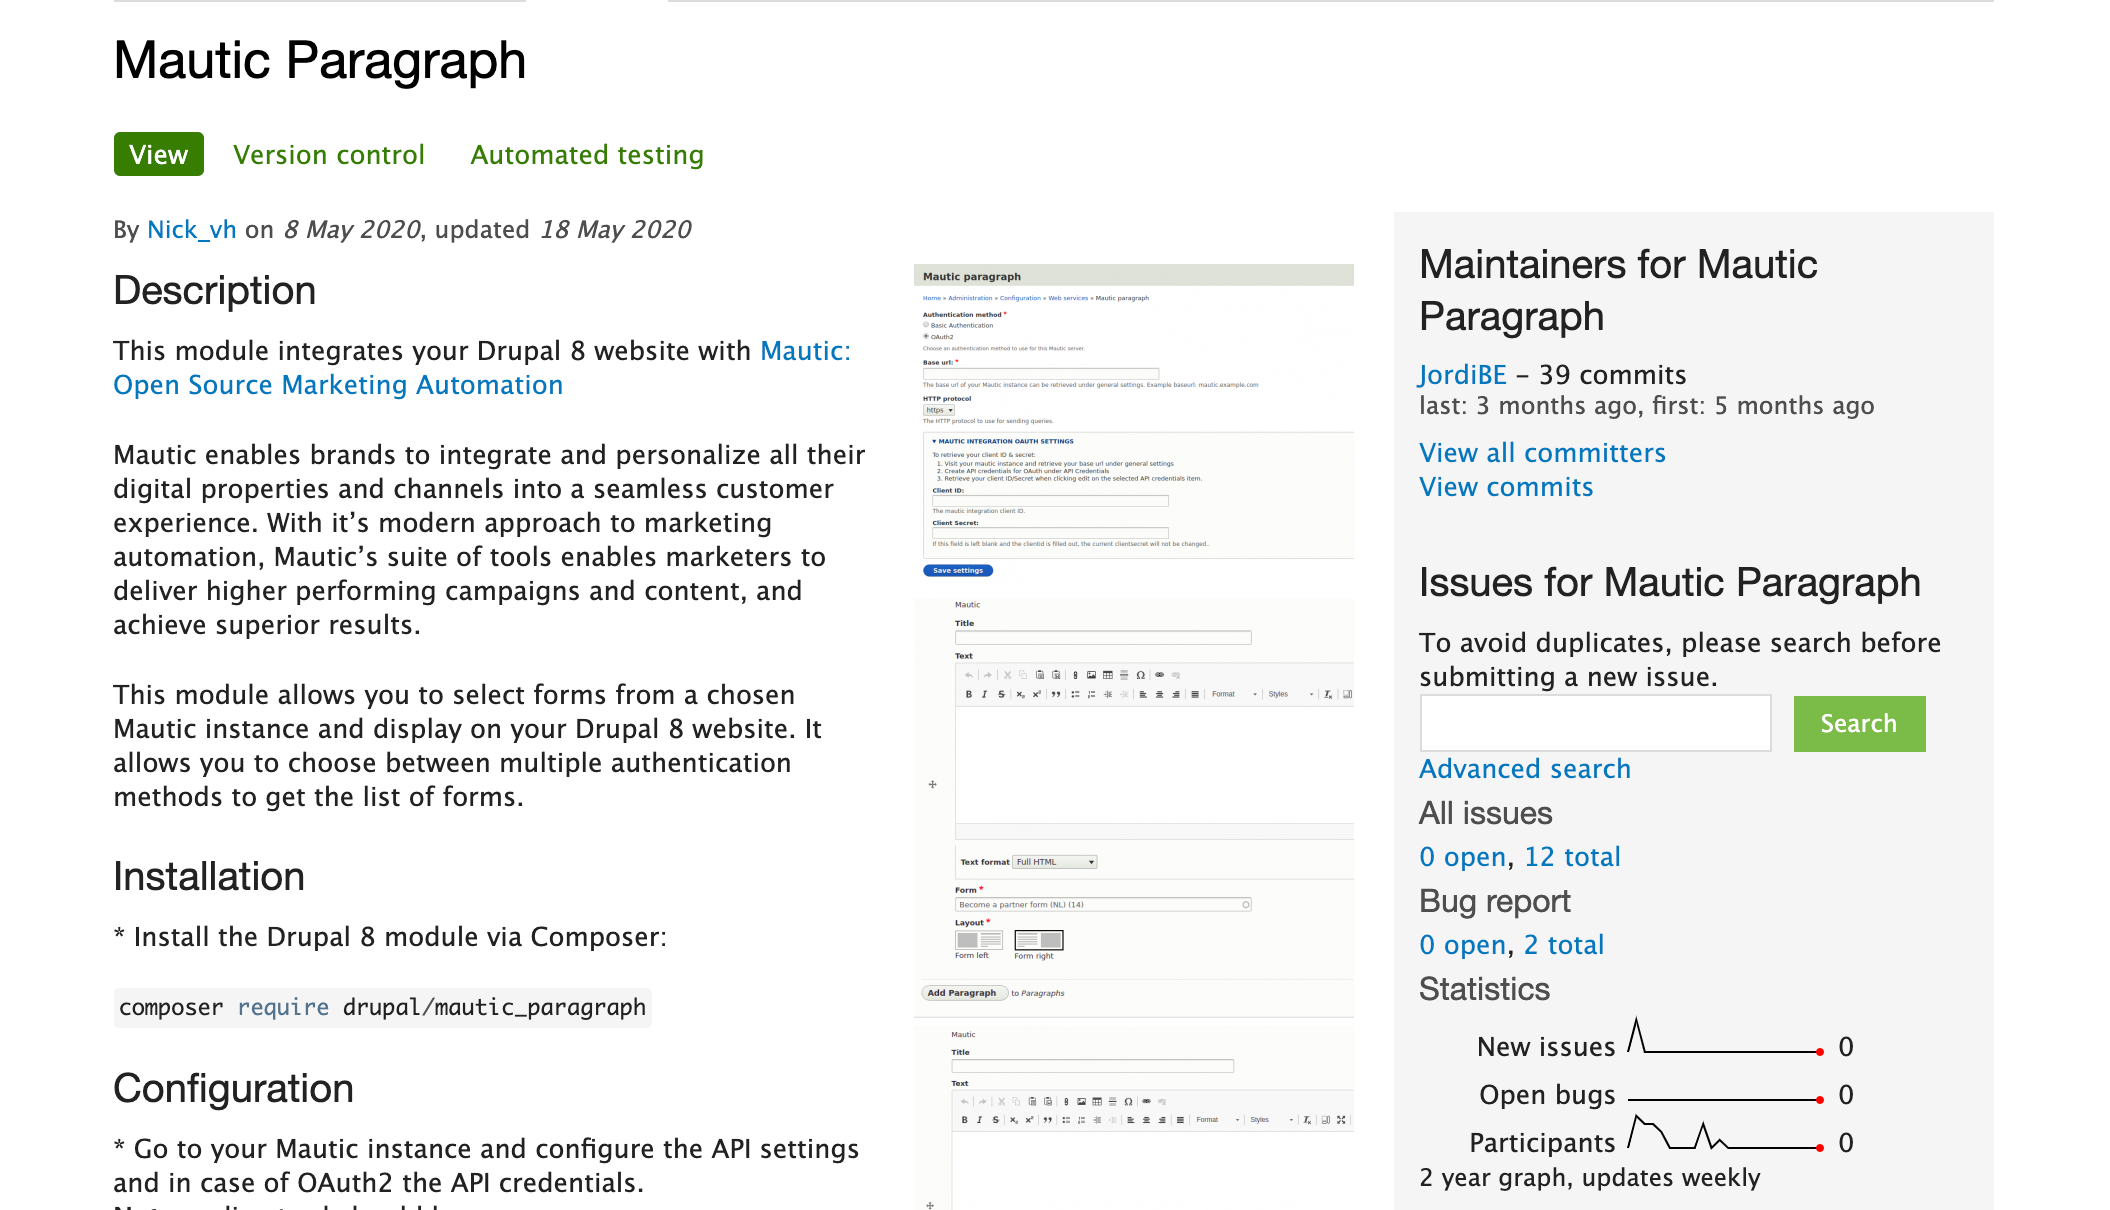 Mautic Paragraph
View
Version control
Automated testing
By Nick_vh on 8 May 2020, updated 18 May 2020
Description
This module integrates your Drupal 8 website with Mautic:
Open Source Marketing Automation
Mautic enables brands to integrate and personalize all their
digital properties and channels into a seamless customer
experience. With it's modern approach to marketing
automation, Mautic's suite of tools enables marketers to
deliver higher performing campaigns and content, and
achieve superior results.
This module allows you to select forms from a chosen
Mautic instance and display on your Drupal 8 website. It
allows you to choose between multiple authentication
methods to get the list of forms.
Installation
* Install the Drupal 8 module via Composer:
composer require drupal/mautic_paragraph
Configuration
* Go to your Mautic instance and configure the API settings
and in case of OAuth2 the API credentials.
Mautic paragraph
Home » Administration » Configuration » Web services » Mautic paragraph
Authentication method *
Basic Authentication
OAuth2
Choose an authentication method to use for this Mautic server.
Base url: *
The base url of your Mautic instance can be retrieved under general settings. Example baseurl: mautic.example.com
HTTP protocol
https
The HTTP protocol to use for sending queries.
MAUTIC INTEGRATION OAUTH SETTINGS
To retrieve your client ID & secret:
1. Visit your mautic instance and retrieve your base url under general settings
2. Create API credentials for OAuth under API Credentials
3. Retrieve your client ID/Secret when clicking edit on the selected API credentials item.
Client ID:
The mautic integration client ID.
Client Secret:
If this field is left blank and the clientid is filled out, the current clientsecret will not be changed..
Save settings
Mautic
Title
Text
B I S x₂ x² Format Styles Tx
Text format Full HTML
Form *
Become a partner form (NL) (14)
Layout *
Form left
Form right
Add Paragraph to Paragraphs
Mautic
Title
Text
B I S x₂ x² Format Styles Tx
Maintainers for Mautic
Paragraph
JordiBE – 39 commits
last: 3 months ago, first: 5 months ago
View all committers
View commits
Issues for Mautic Paragraph
To avoid duplicates, please search before
submitting a new issue.
Search
Advanced search
All issues
0 open, 12 total
Bug report
0 open, 2 total
Statistics
New issues 0
Open bugs 0
Participants 0
2 year graph, updates weekly